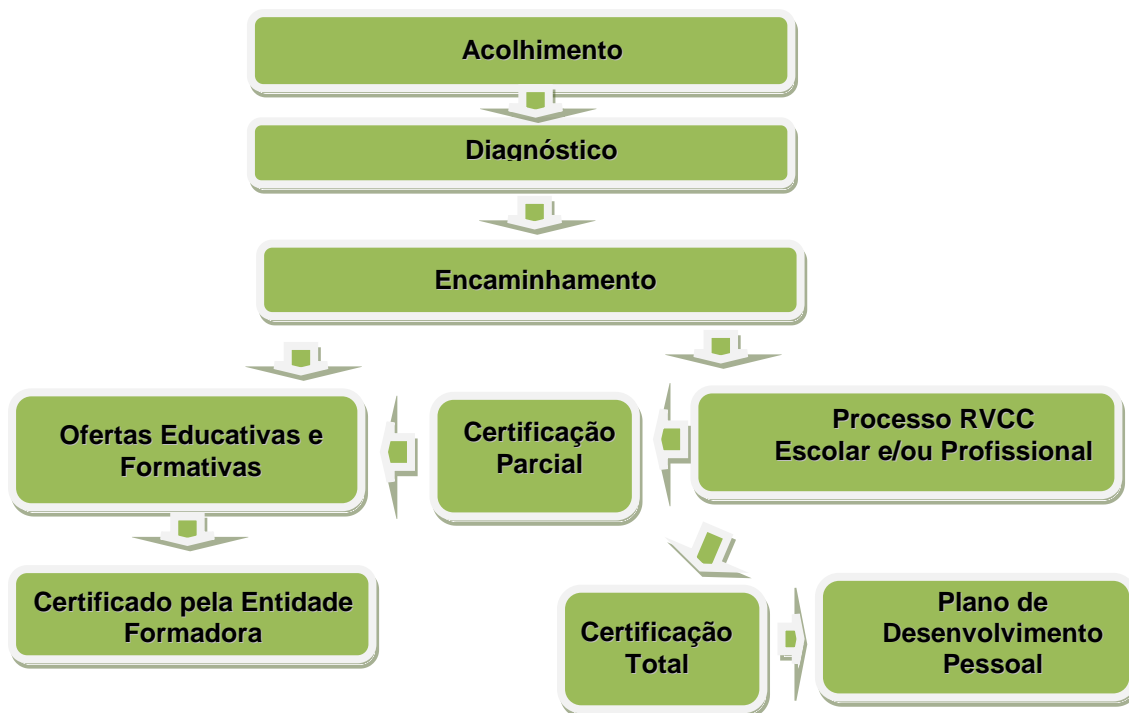 Acolhimento
Diagnóstico
Encaminhamento
Ofertas Educativas e
Formativas
Certificação
Parcial
Processo RVCC
Escolar e/ou Profissional
Certificado pela Entidade
Formadora
Certificação
Total
Plano de
Desenvolvimento
Pessoal